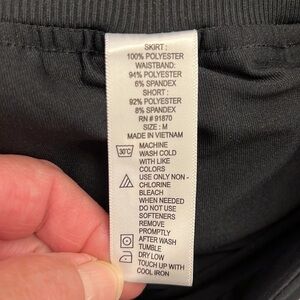 SKIRT :
100% POLYESTER
WAISTBAND:
94% POLYESTER
6% SPANDEX
SHORT :
92% POLYESTER
8% SPANDEX
RN # 91870
SIZE : M
MADE IN VIETNAM
30°C MACHINE
WASH COLD
WITH LIKE
COLORS
USE ONLY NON -
CHLORINE
BLEACH
WHEN NEEDED
DO NOT USE
SOFTENERS
REMOVE
PROMPTLY
AFTER WASH
TUMBLE
DRY LOW
TOUCH UP WITH
COOL IRON